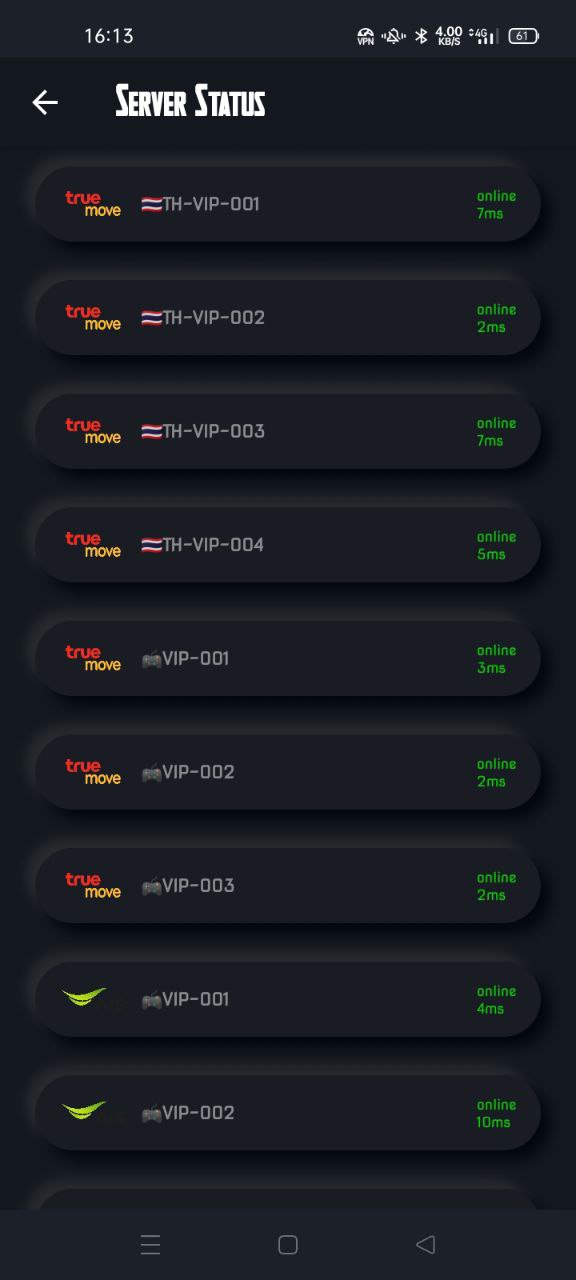 16:13
VPN
4.00
KB/S
4G
61
Server Status
true
move
TH-VIP-001
online
7ms
true
move
TH-VIP-002
online
2ms
true
move
TH-VIP-003
online
7ms
true
move
TH-VIP-004
online
5ms
true
move
VIP-001
online
3ms
true
move
VIP-002
online
2ms
true
move
VIP-003
online
2ms
VIP-001
online
4ms
VIP-002
online
10ms